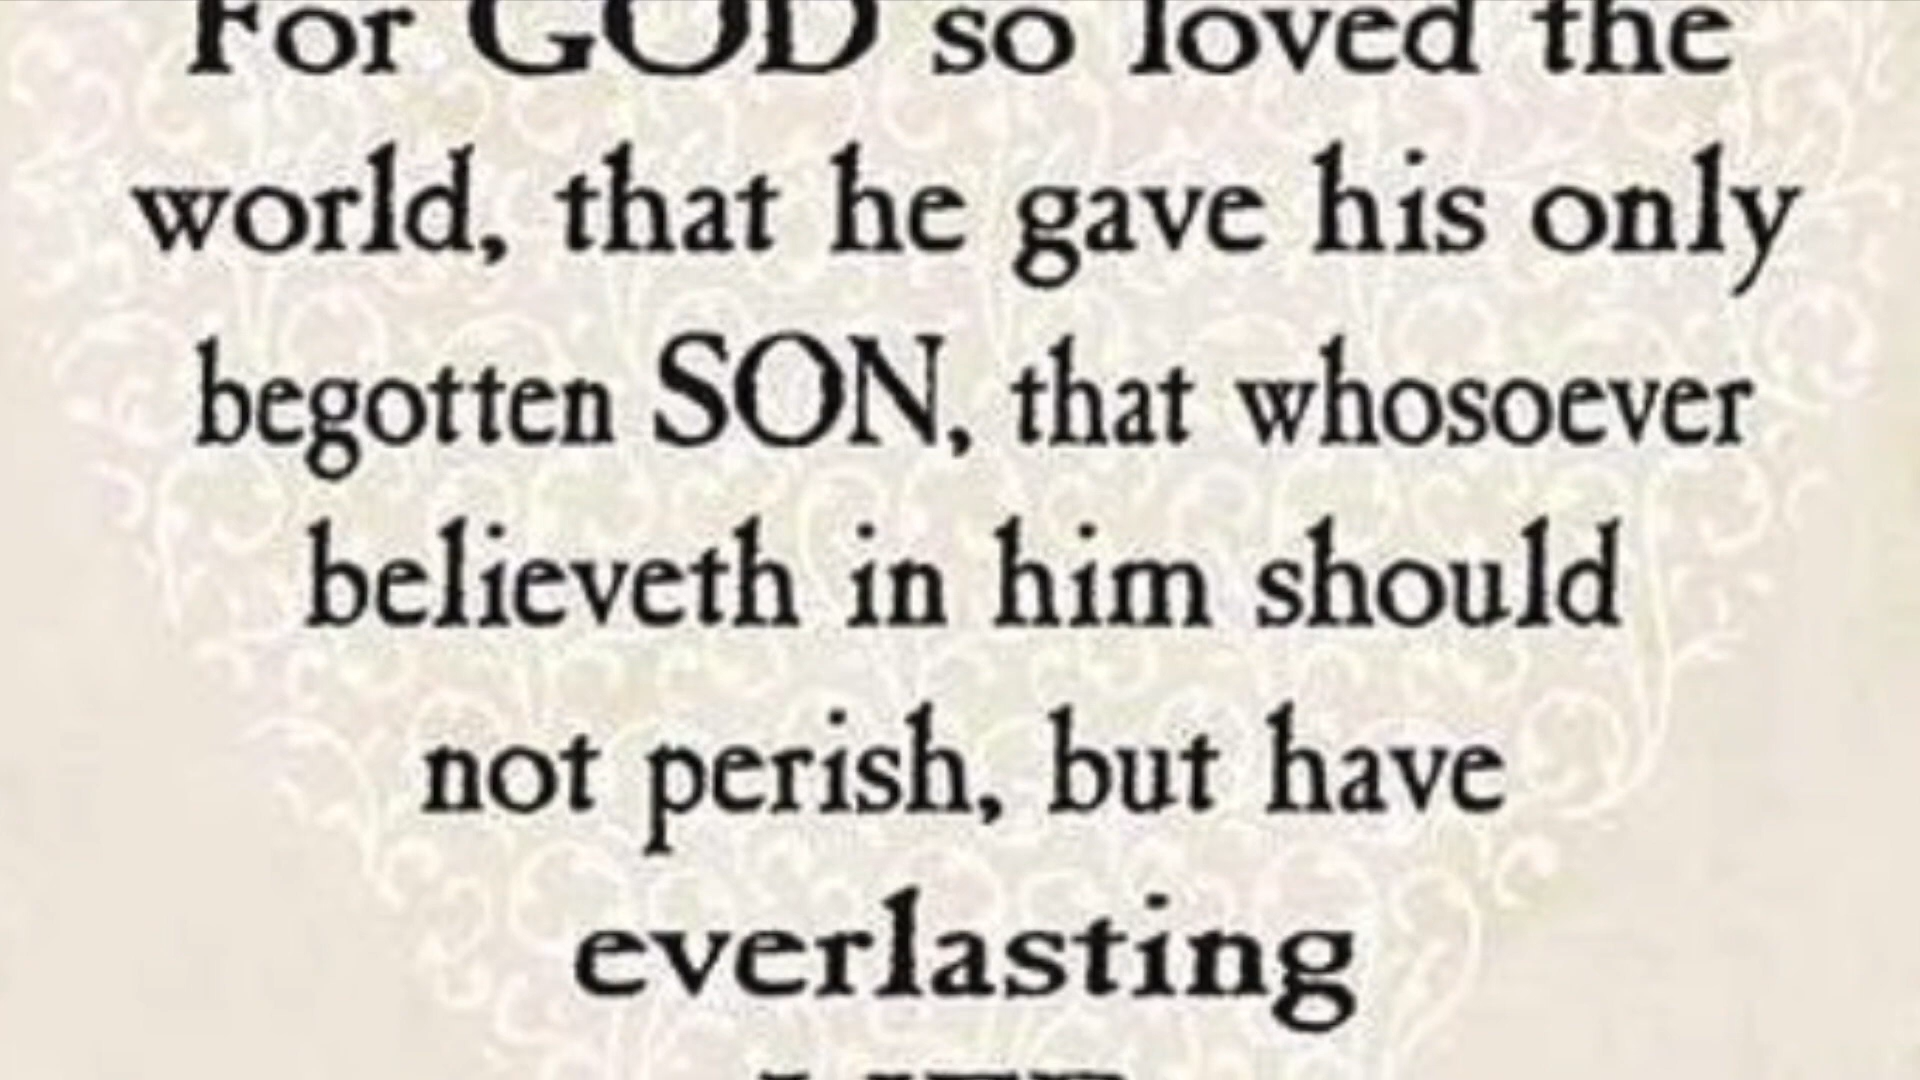 For GOD so loved the
world, that he gave his only
begotten SON, that whosoever
believeth in him should
not perish, but have
everlasting